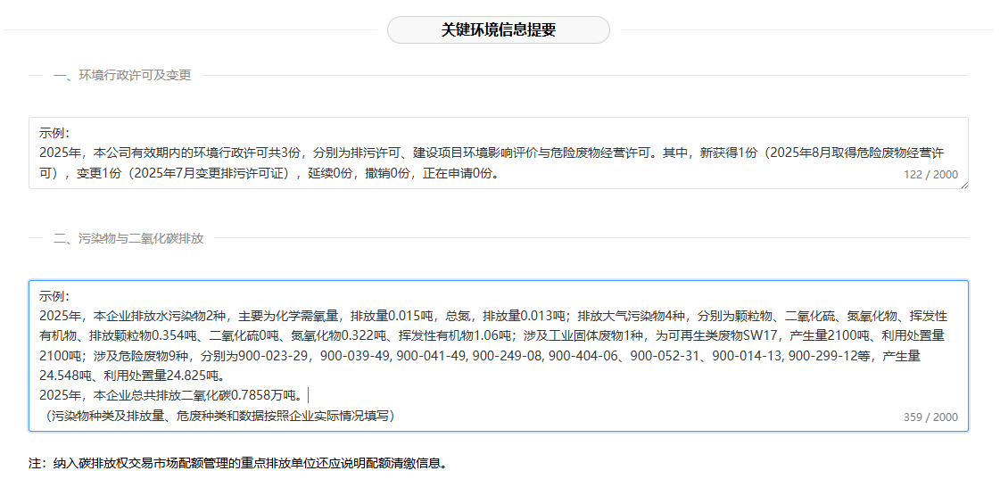 关键环境信息提要
一、环境行政许可及变更
示例：
2025年，本公司有效期内的环境行政许可共3份，分别为排污许可、建设项目环境影响评价与危险废物经营许可。其中，新获得1份（2025年8月取得危险废物经营许
可），变更1份（2025年7月变更排污许可证），延续0份，撤销0份，正在申请0份。
122 / 2000
二、污染物与二氧化碳排放
示例：
2025年，本企业排放水污染物2种，主要为化学需氧量，排放量0.015吨，总氮，排放量0.013吨；排放大气污染物4种，分别为颗粒物、二氧化硫、氮氧化物、挥发性
有机物、排放颗粒物0.354吨、二氧化硫0吨、氮氧化物0.322吨、挥发性有机物1.06吨；涉及工业固体废物1种，为可再生类废物SW17，产生量2100吨、利用处置量
2100吨；涉及危险废物9种，分别为900-023-29，900-039-49, 900-041-49, 900-249-08, 900-404-06、900-052-31、900-014-13, 900-299-12等，产生量
24.548吨、利用处置量24.825吨。
2025年，本企业总共排放二氧化碳0.7858万吨。
（污染物种类及排放量、危废种类和数据按照企业实际情况填写）
359 / 2000
注：纳入碳排放权交易市场配额管理的重点排放单位还应说明配额清缴信息。